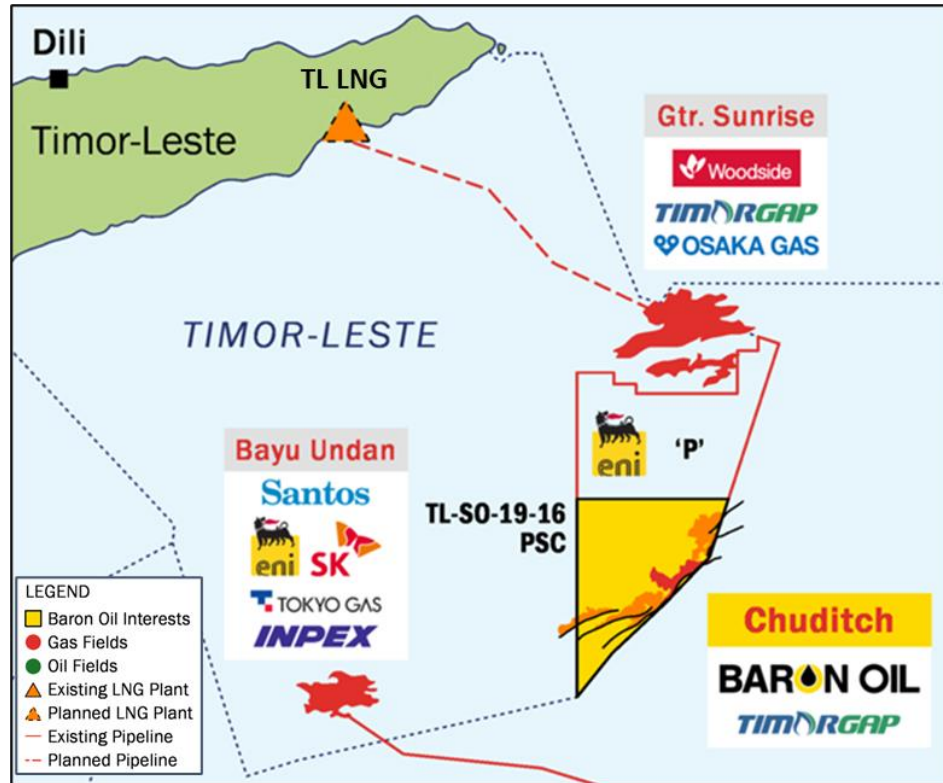 Dili
TL LNG
Timor-Leste
Gtr. Sunrise
Woodside
TIMORGAP
OSAKA GAS
TIMOR-LESTE
eni
'P'
Bayu Undan
Santos
eni SK
TOKYO GAS
INPEX
TL-SO-19-16
PSC
Chuditch
BARON OIL
TIMORGAP
LEGEND
Baron Oil Interests
Gas Fields
Oil Fields
Existing LNG Plant
Planned LNG Plant
Existing Pipeline
Planned Pipeline